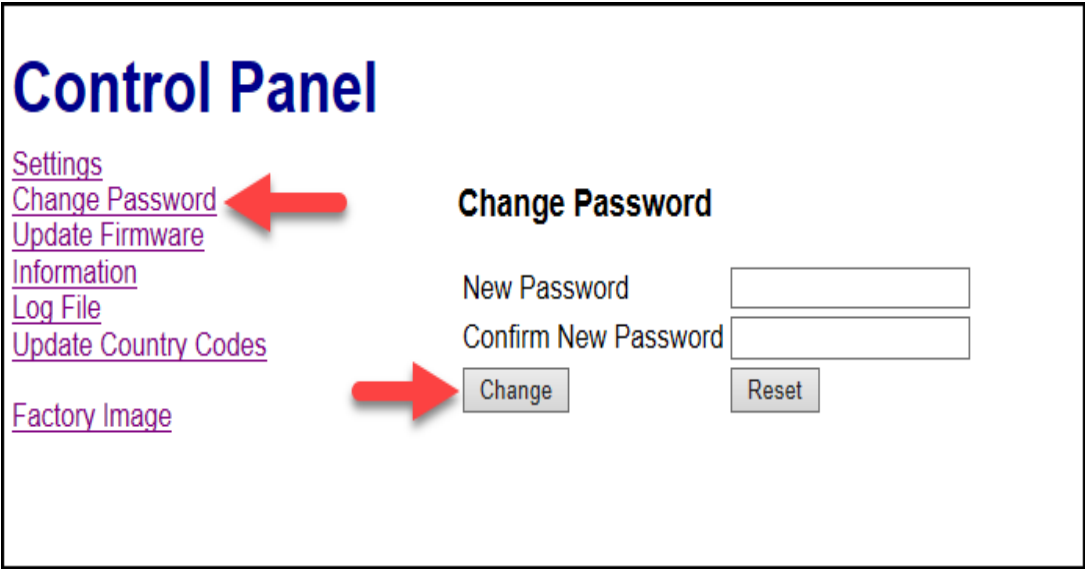 Control Panel
Settings
Change Password
Update Firmware
Information
Log File
Update Country Codes
Factory Image
Change Password
New Password
Confirm New Password
Change Reset